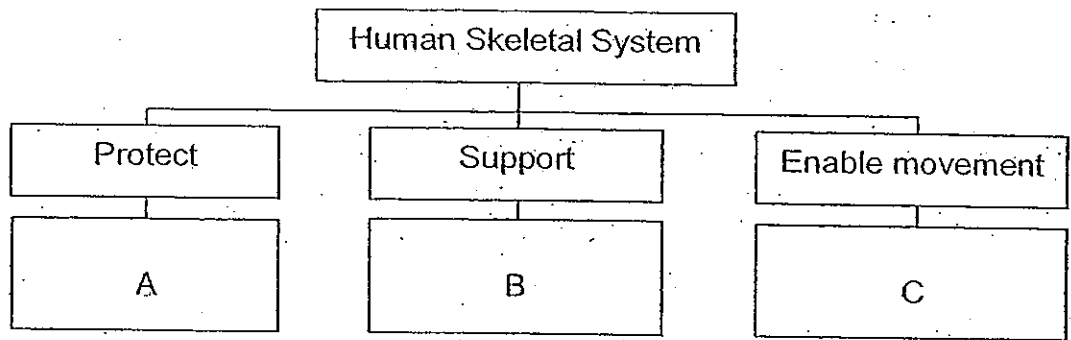 Human Skeletal System
Protect
Support
Enable movement
A
B
C